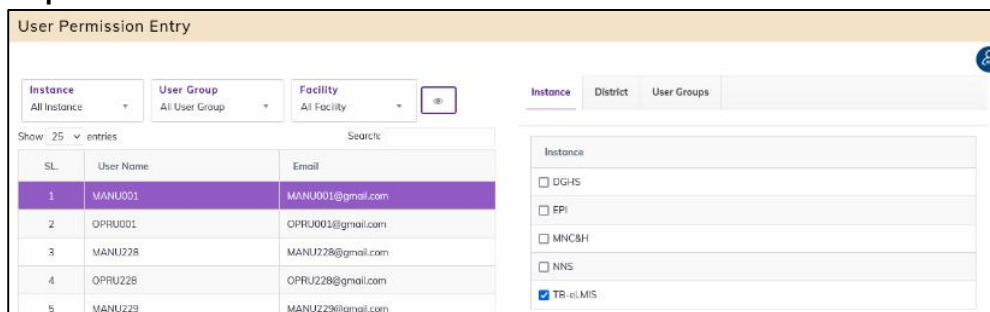 User Permission Entry
Instance User Group Facility
All Instance All User Group All Facility
Instance District User Groups
Show 25 entries Search:
Instance
SL. User Name Email
DGHS
1 MANU001 MANU001@gmail.com
EPI
2 OPRU001 OPRU001@gmail.com
MNC&H
3 MANU228 MANU228@gmail.com
NNS
4 OPRU228 OPRU228@gmail.com
TB-eLMIS
5 MANU229 MANU229@gmail.com